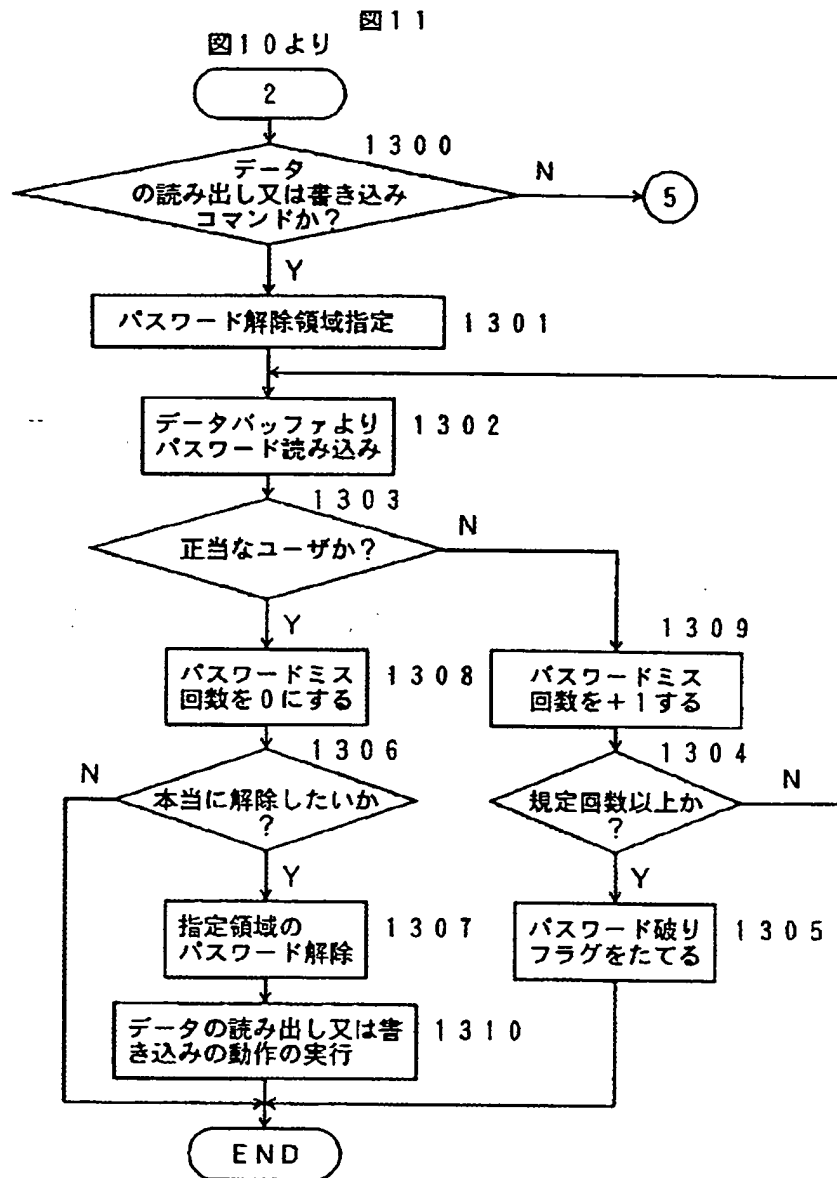 図11
図10より
2
1300
データ
の読み出し又は書き込み
コマンドか?
N
5
Y
パスワード解除領域指定
1301
データバッファより
パスワード読み込み
1302
1303
正当なユーザか?
N
Y
1309
パスワードミス
回数を0にする
1308
パスワードミス
回数を+1する
1306
1304
N
本当に解除したいか
?
規定回数以上か
?
N
Y
Y
指定領域の
パスワード解除
1307
パスワード破り
フラグをたてる
1305
データの読み出し又は書
き込みの動作の実行
1310
END